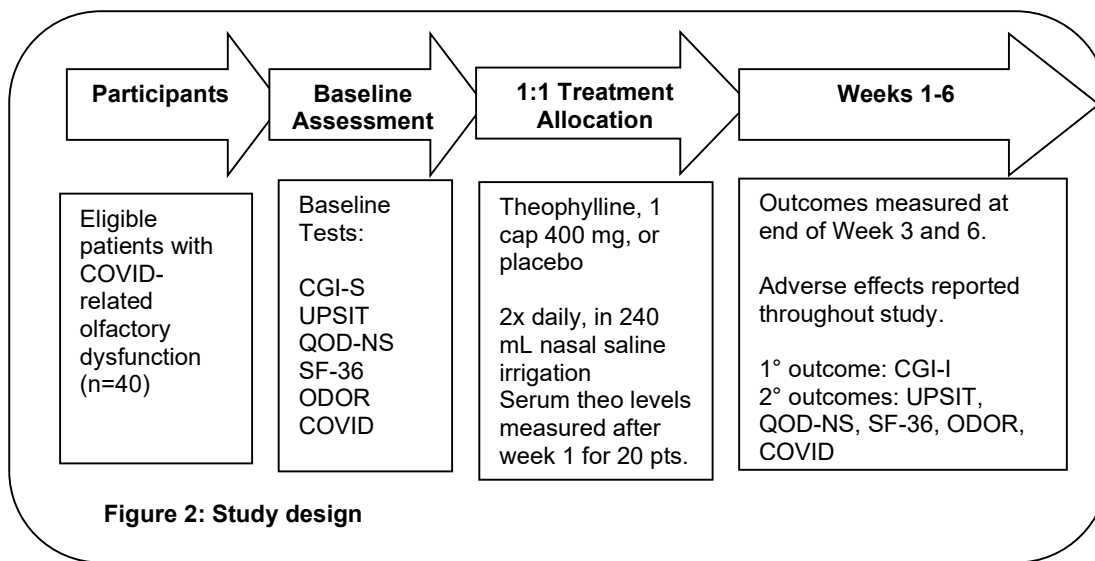 Participants
Baseline
Assessment
1:1 Treatment
Allocation
Weeks 1-6
Eligible
patients with
COVID-
related
olfactory
dysfunction
(n=40)
Baseline
Tests:
CGI-S
UPSIT
QOD-NS
SF-36
ODOR
COVID
Theophylline, 1
cap 400 mg, or
placebo
2x daily, in 240
mL nasal saline
irrigation
Serum theo levels
measured after
week 1 for 20 pts.
Outcomes measured at
end of Week 3 and 6.
Adverse effects reported
throughout study.
1° outcome: CGI-I
2° outcomes: UPSIT,
QOD-NS, SF-36, ODOR,
COVID
Figure 2: Study design